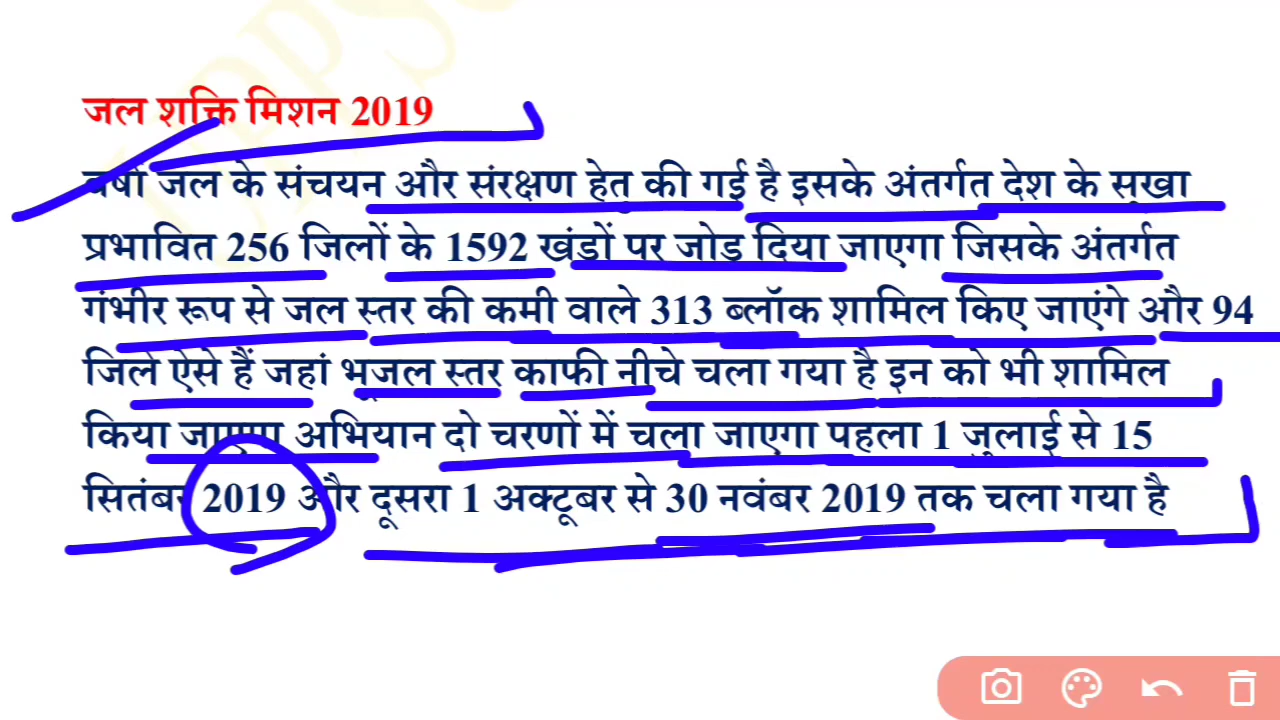 जल शक्ति मिशन 2019
वर्षा जल के संचयन और संरक्षण हेतु की गई है इसके अंतर्गत देश के सूखा
प्रभावित 256 जिलों के 1592 खंडों पर जोड दिया जाएगा जिसके अंतर्गत
गंभीर रूप से जल स्तर की कमी वाले 313 ब्लॉक शामिल किए जाएंगे और 94
जिले ऐसे हैं जहां भूजल स्तर काफी नीचे चला गया है इन को भी शामिल
किया जाएगा अभियान दो चरणों में चला जाएगा पहला 1 जुलाई से 15
सितंबर 2019 और दूसरा 1 अक्टूबर से 30 नवंबर 2019 तक चला गया है